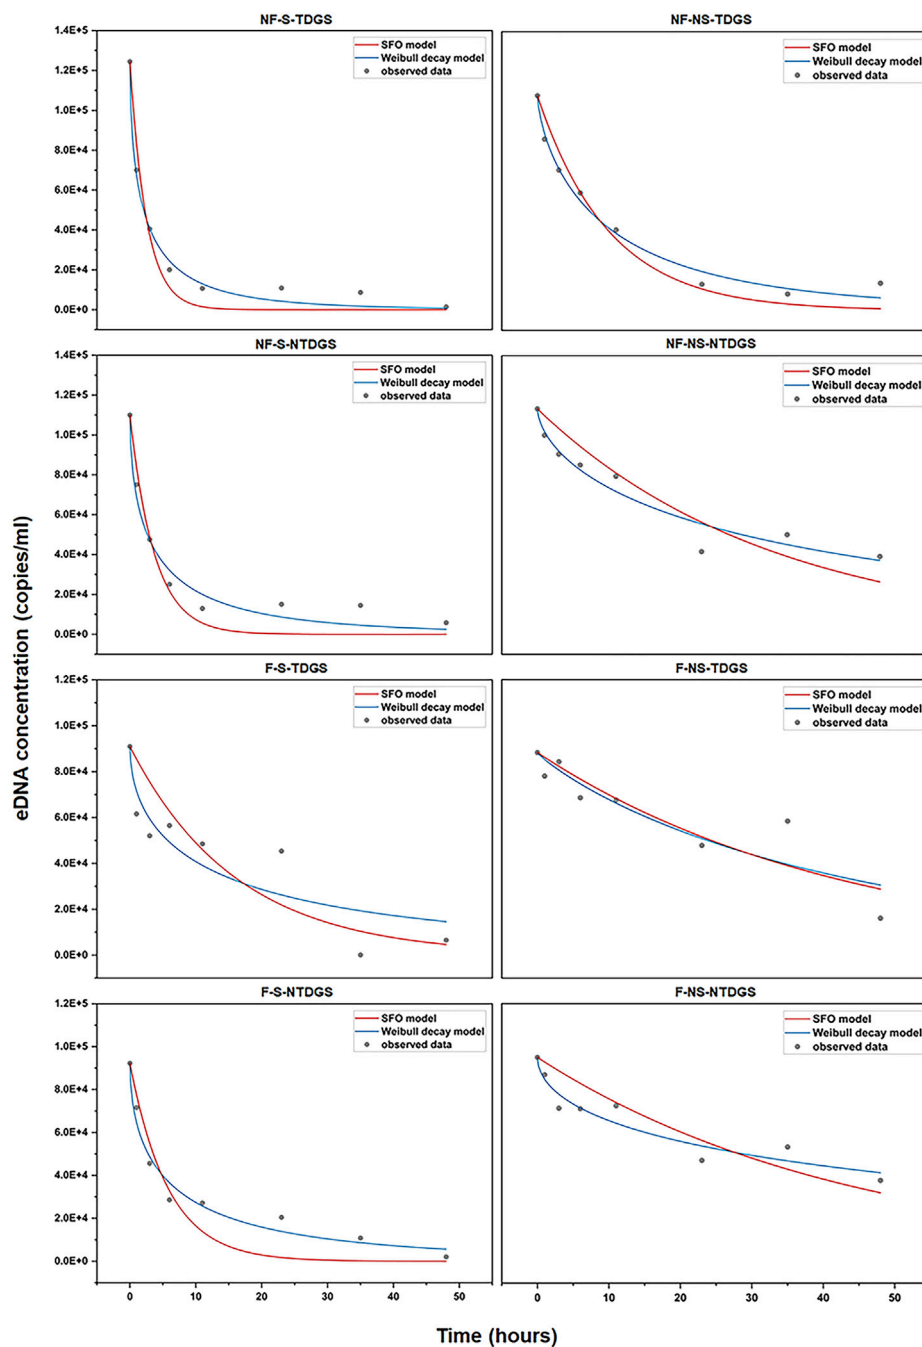 NF-S-TDGS
1.4E+5
1.2E+5
1.0E+5
8.0E+4
6.0E+4
4.0E+4
2.0E+4
0.0E+0
SFO model
Weibull decay model
observed data
NF-NS-TDGS
SFO model
Weibull decay model
observed data
NF-S-NTDGS
1.4E+5
1.2E+5
1.0E+5
8.0E+4
6.0E+4
4.0E+4
2.0E+4
0.0E+0
SFO model
Weibull decay model
observed data
NF-NS-NTDGS
SFO model
Weibull decay model
observed data
eDNA concentration (copies/ml)
F-S-TDGS
1.2E+5
1.0E+5
8.0E+4
6.0E+4
4.0E+4
2.0E+4
0.0E+0
SFO model
Weibull decay model
observed data
F-NS-TDGS
SFO model
Weibull decay model
observed data
F-S-NTDGS
1.2E+5
1.0E+5
8.0E+4
6.0E+4
4.0E+4
2.0E+4
0.0E+0
SFO model
Weibull decay model
observed data
0 10 20 30 40 50
F-NS-NTDGS
SFO model
Weibull decay model
observed data
0 10 20 30 40 50
Time (hours)